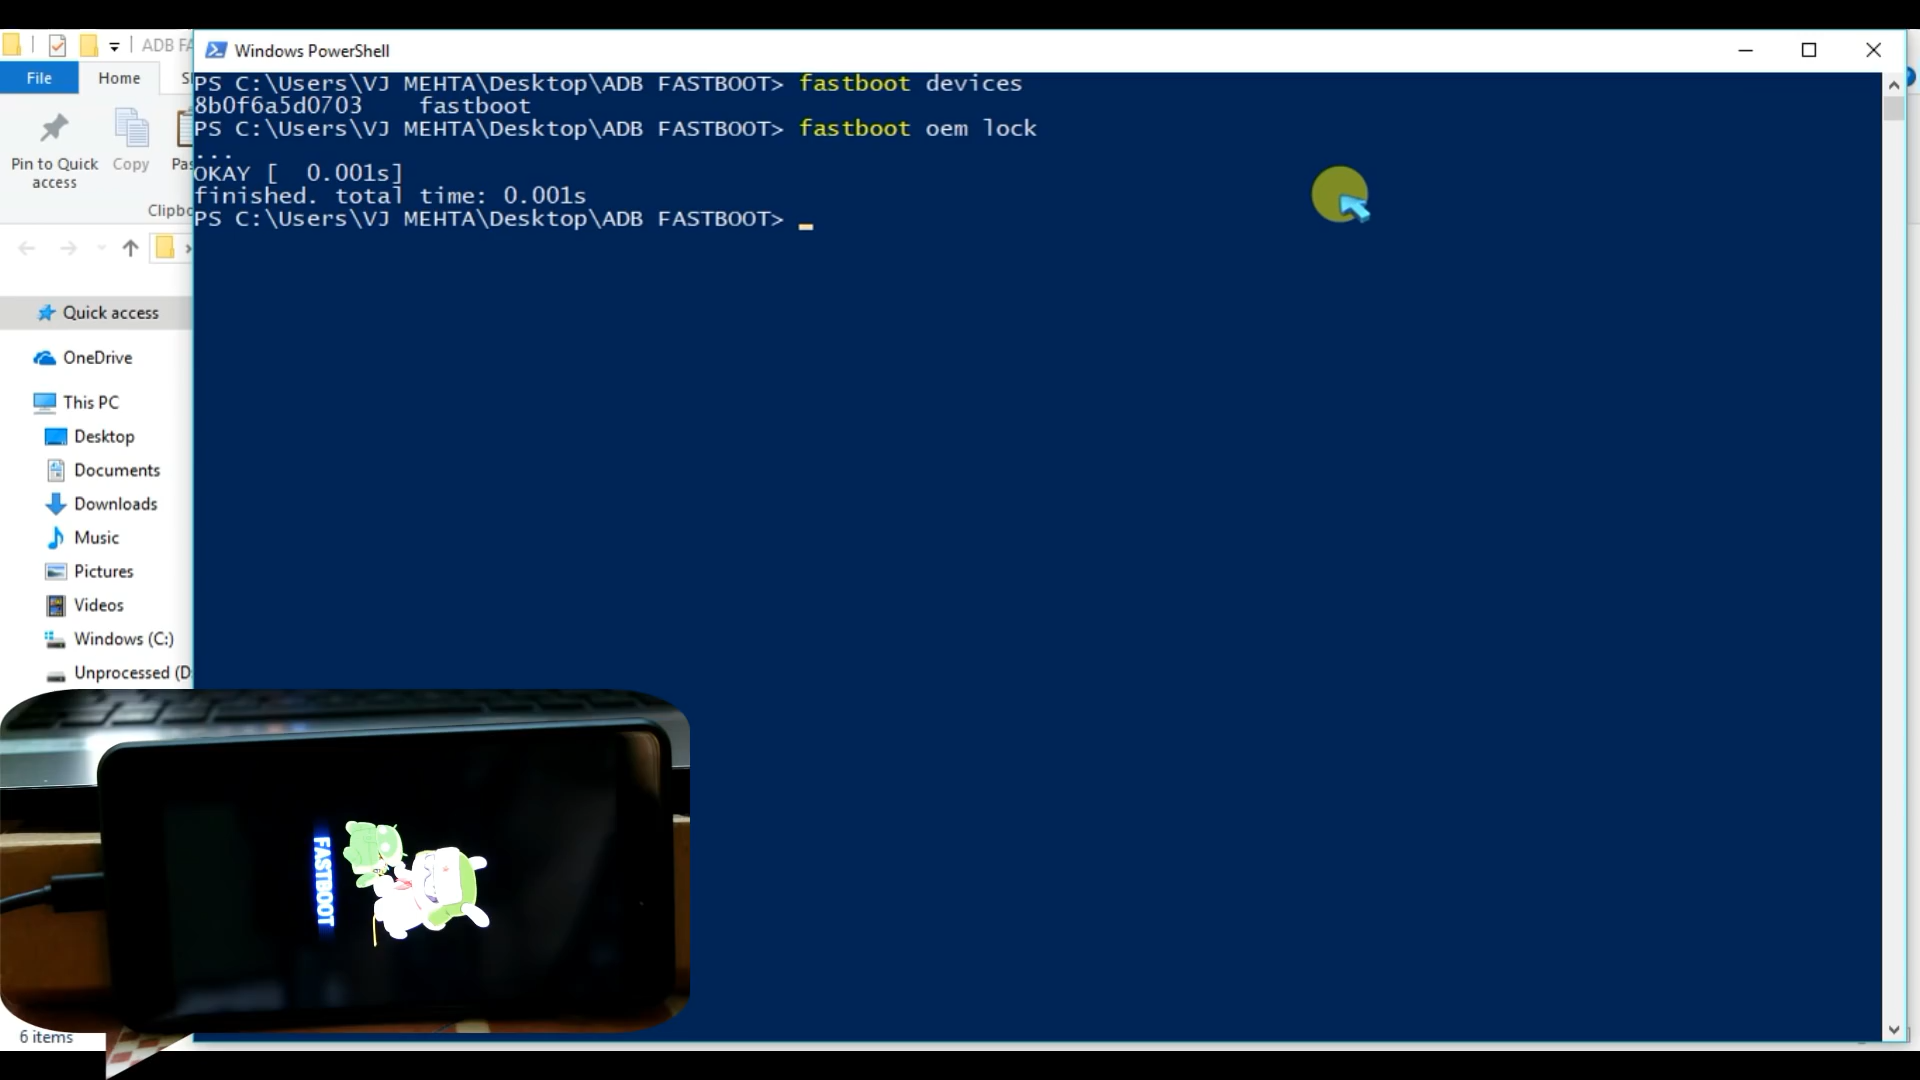 ADB FA
Windows PowerShell
File
Home
Pin to Quick
access
Copy
Pas
Clipbo
PS C:\Users\VJ MEHTA\Desktop\ADB FASTBOOT> fastboot devices
8b0f6a5d0703    fastboot
PS C:\Users\VJ MEHTA\Desktop\ADB FASTBOOT> fastboot oem lock
...
OKAY [  0.001s]
finished. total time: 0.001s
PS C:\Users\VJ MEHTA\Desktop\ADB FASTBOOT>
Quick access
OneDrive
This PC
Desktop
Documents
Downloads
Music
Pictures
Videos
Windows (C:)
Unprocessed (D:
FASTBOOT
6 items